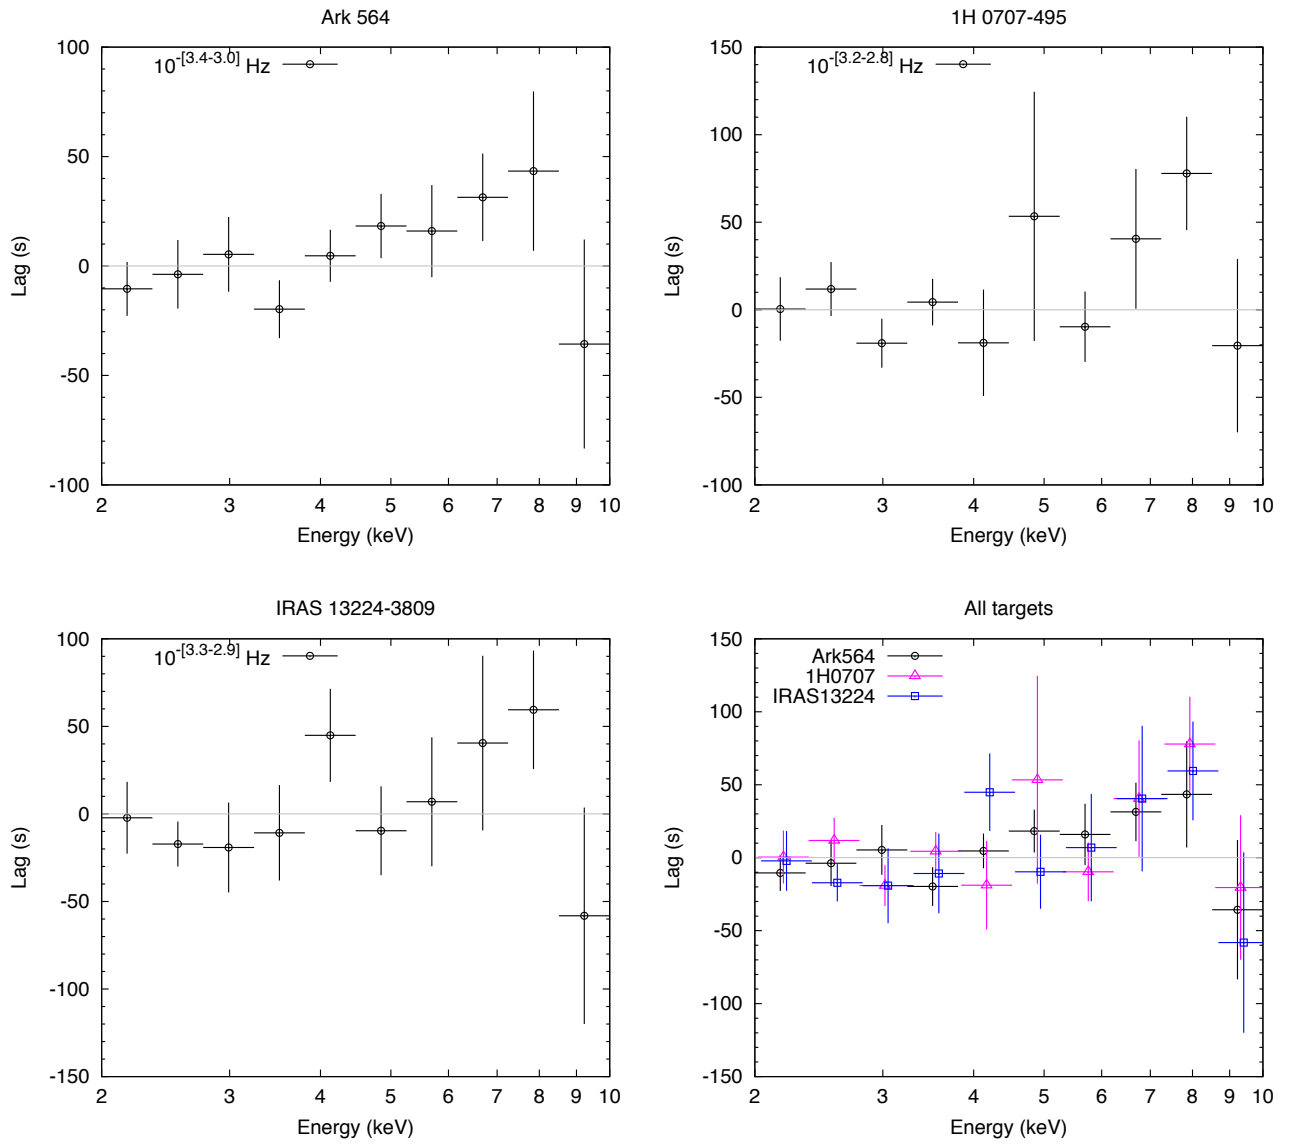 Ark 564
10^-[3.4-3.0] Hz
100
50
0
-50
-100
Lag (s)
2 3 4 5 6 7 8 9 10
Energy (keV)
1H 0707-495
10^-[3.2-2.8] Hz
150
100
50
0
-50
-100
Lag (s)
2 3 4 5 6 7 8 9 10
Energy (keV)
IRAS 13224-3809
10^-[3.3-2.9] Hz
100
50
0
-50
-100
-150
Lag (s)
2 3 4 5 6 7 8 9 10
Energy (keV)
All targets
Ark564
1H0707
IRAS13224
150
100
50
0
-50
-100
-150
Lag (s)
2 3 4 5 6 7 8 9 10
Energy (keV)